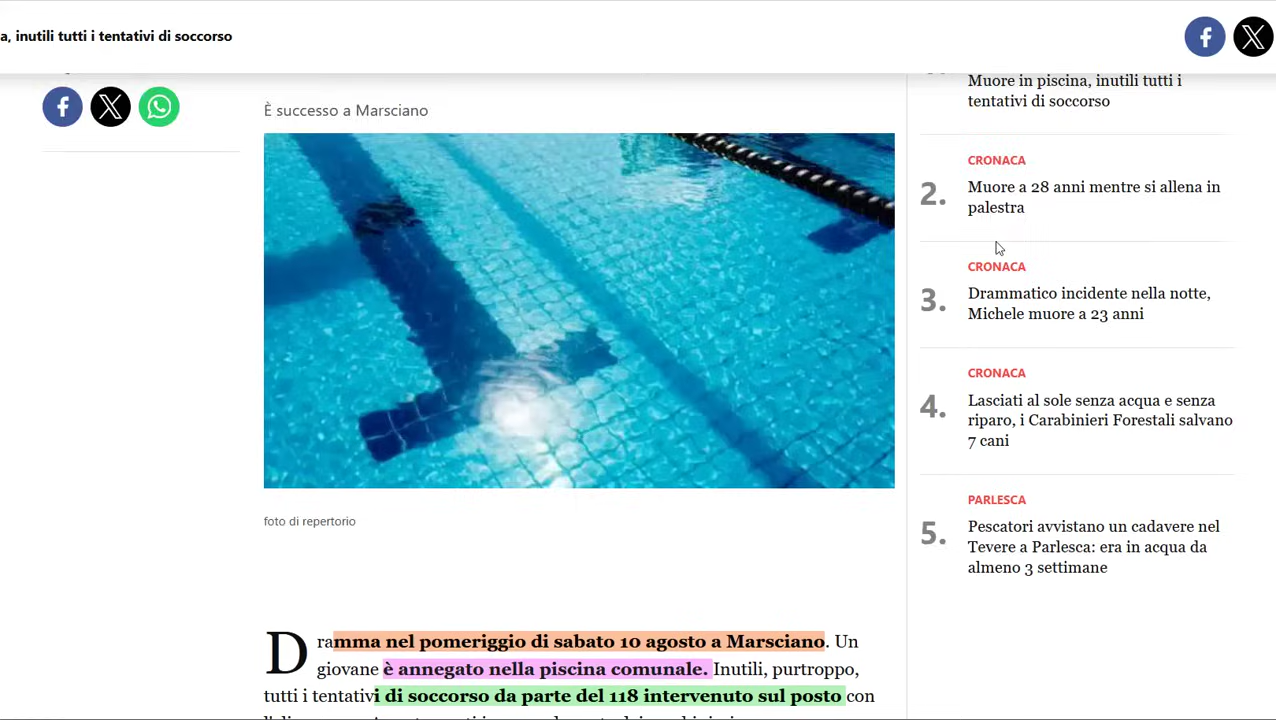 a, inutili tutti i tentativi di soccorso
È successo a Marsciano
foto di repertorio
Dramma nel pomeriggio di sabato 10 agosto a Marsciano. Un
giovane è annegato nella piscina comunale. Inutili, purtroppo,
tutti i tentativi di soccorso da parte del 118 intervenuto sul posto con
Muore in piscina, inutili tutti i
tentativi di soccorso
CRONACA
2. Muore a 28 anni mentre si allena in
palestra
CRONACA
3. Drammatico incidente nella notte,
Michele muore a 23 anni
CRONACA
4. Lasciati al sole senza acqua e senza
riparo, i Carabinieri Forestali salvano
7 cani
PARLESCA
5. Pescatori avvistano un cadavere nel
Tevere a Parlesca: era in acqua da
almeno 3 settimane